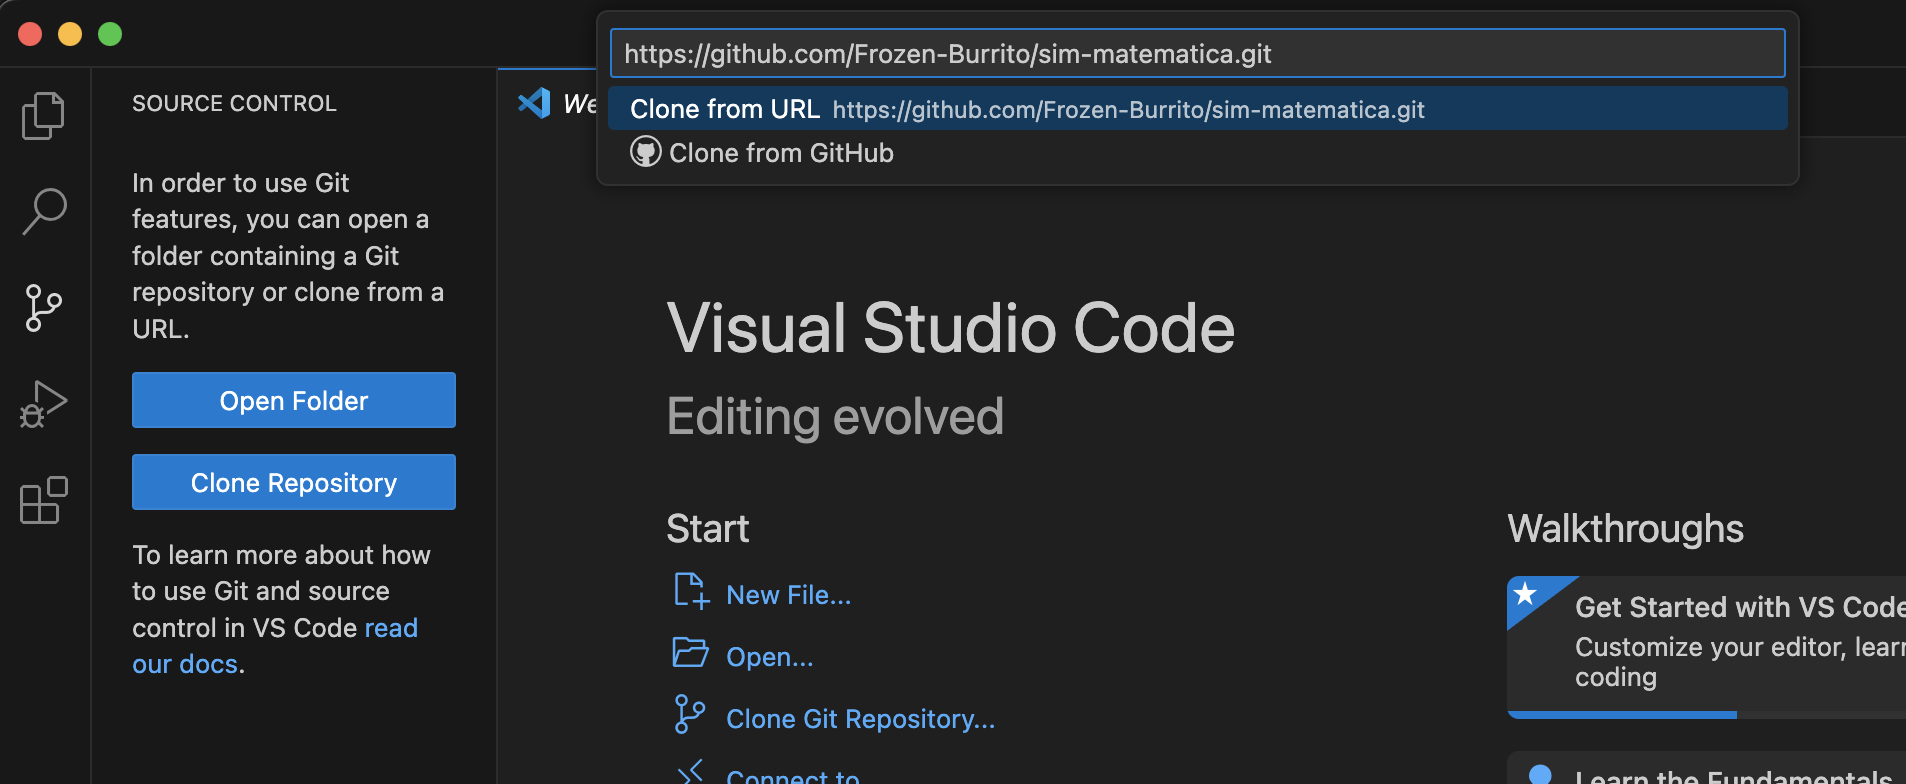 https://github.com/Frozen-Burrito/sim-matematica.git
Clone from URL https://github.com/Frozen-Burrito/sim-matematica.git
Clone from GitHub
SOURCE CONTROL
In order to use Git
features, you can open a
folder containing a Git
repository or clone from a
URL.
Open Folder
Clone Repository
To learn more about how
to use Git and source
control in VS Code read
our docs.
Visual Studio Code
Editing evolved
Start
New File...
Open...
Clone Git Repository...
Connect to
Walkthroughs
Get Started with VS Code
Customize your editor, learn
coding
Learn the Fundamentals